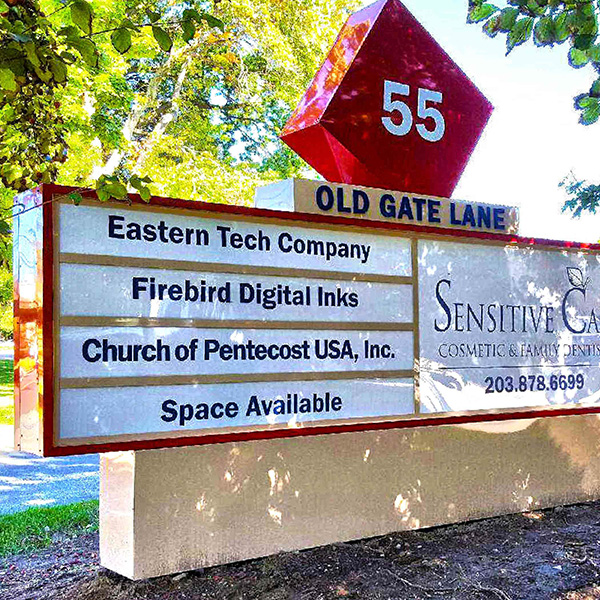 55
OLD GATE LANE
Eastern Tech Company
Firebird Digital Inks
Church of Pentecost USA, Inc.
Space Available
SENSITIVE
COSMETIC & FAMILY
203.878.6699